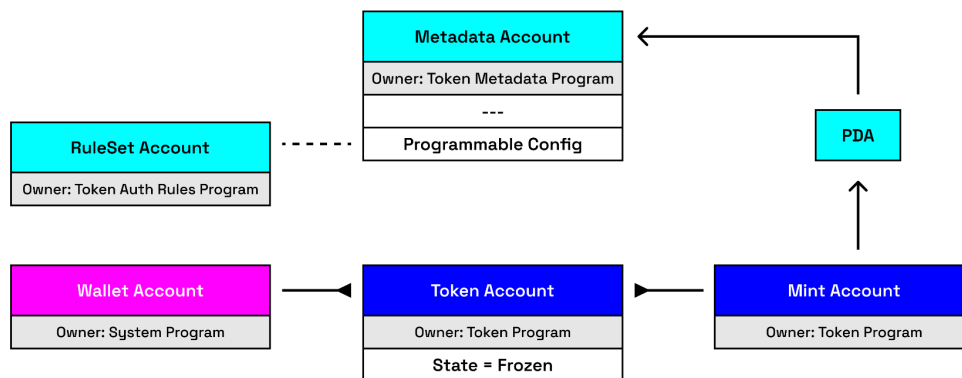 Metadata Account
Owner: Token Metadata Program
---
Programmable Config
PDA
RuleSet Account
Owner: Token Auth Rules Program
Wallet Account
Owner: System Program
Token Account
Owner: Token Program
State = Frozen
Mint Account
Owner: Token Program